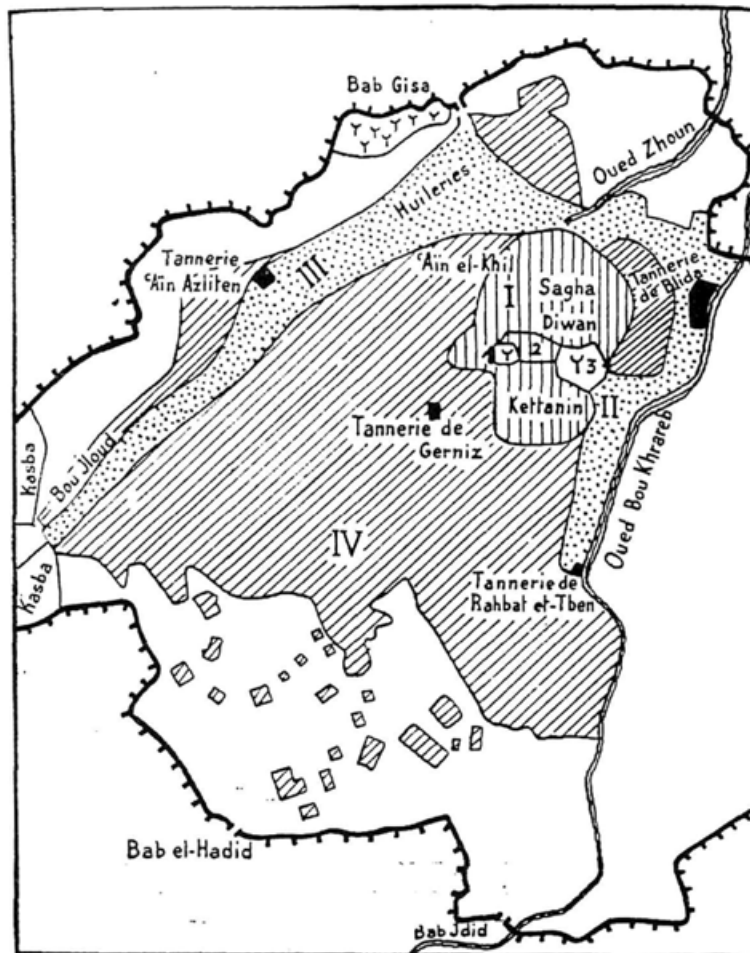 Bab Gisa
Oued Zhoun
Huileries
Tannerie
ʿAïn Azliten
III
ʿAïn el-Khil
I
Sagha
Diwan
Tannerie
de Blida
2
3
Kettanin
II
Tannerie de
Gerniz
Bou Jloud
Kasba
Kasba
Oued Bou Khrareb
IV
Tannerie de
Rahbat et-Tben
Bab el-Hadid
Bab Jdid